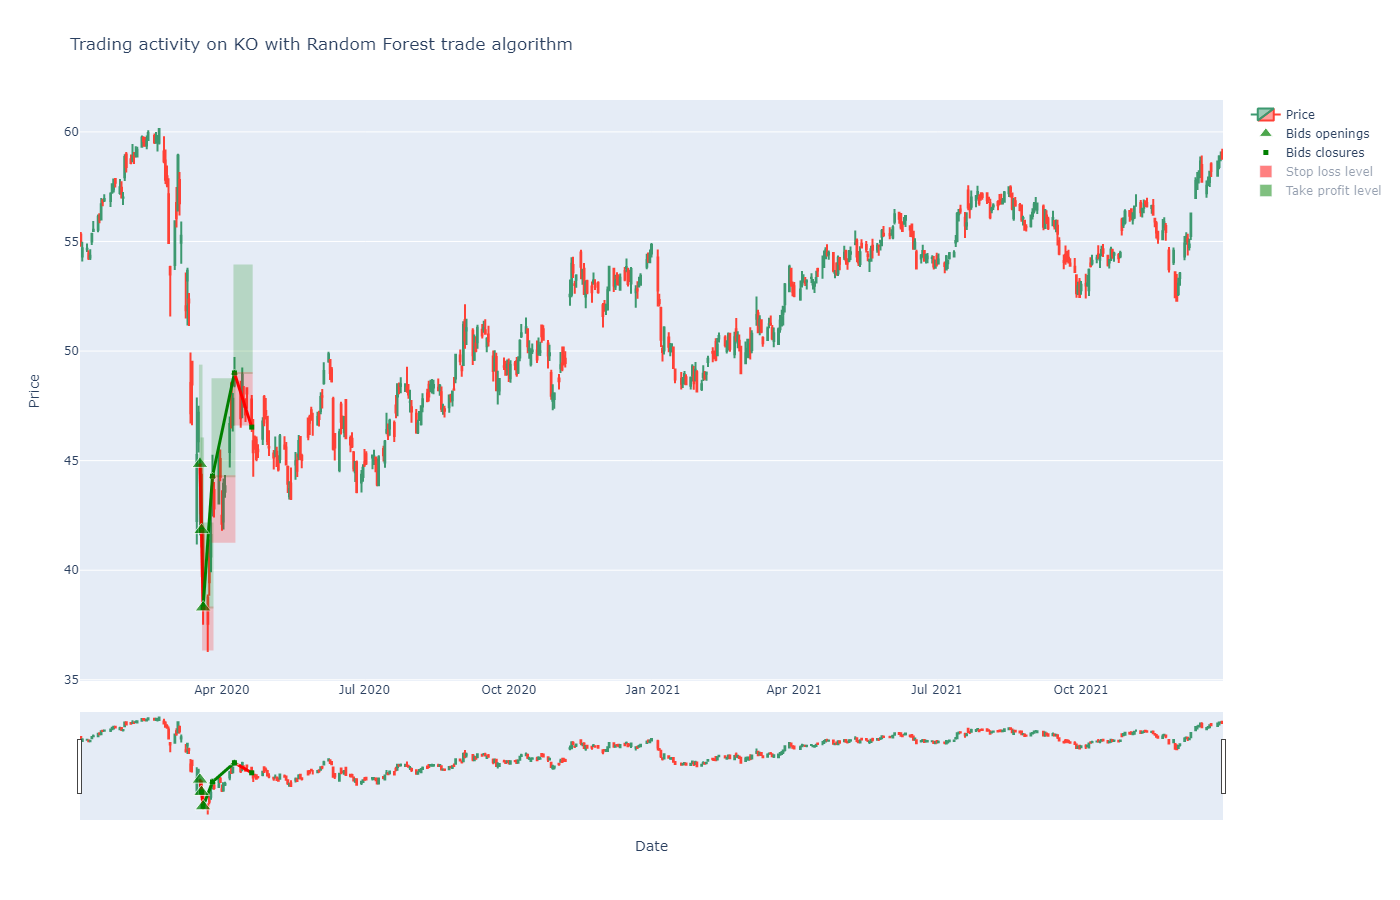 Trading activity on KO with Random Forest trade algorithm
Price
Bids openings
Bids closures
Stop loss level
Take profit level
60
55
50
45
40
35
Price
Apr 2020
Jul 2020
Oct 2020
Jan 2021
Apr 2021
Jul 2021
Oct 2021
Date